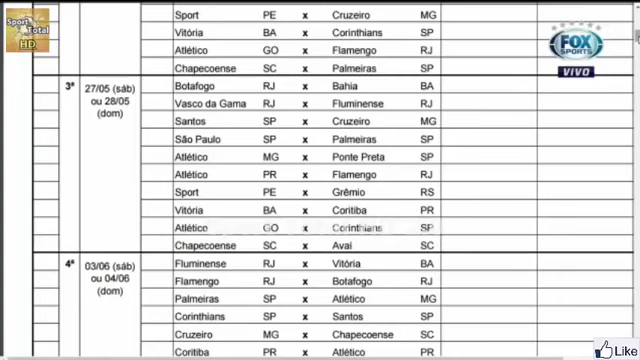 Sport Total HD
Sport PE x Cruzeiro MG
Vitória BA x Corinthians SP
Atlético GO x Flamengo RJ
Chapecoense SC x Palmeiras SP
FOX SPORTS
VIVO
3ª 27/05 (sáb) ou 28/05 (dom)
Botafogo RJ x Bahia BA
Vasco da Gama RJ x Fluminense RJ
Santos SP x Cruzeiro MG
São Paulo SP x Palmeiras SP
Atlético MG x Ponte Preta SP
Atlético PR x Flamengo RJ
Sport PE x Grêmio RS
Vitória BA x Coritiba PR
Atlético GO x Corinthians SP
Chapecoense SC x Avaí SC
4ª 03/06 (sáb) ou 04/06 (dom)
Fluminense RJ x Vitória BA
Flamengo RJ x Botafogo RJ
Palmeiras SP x Atlético MG
Corinthians SP x Santos SP
Cruzeiro MG x Chapecoense SC
Coritiba PR x Atlético PR
Like